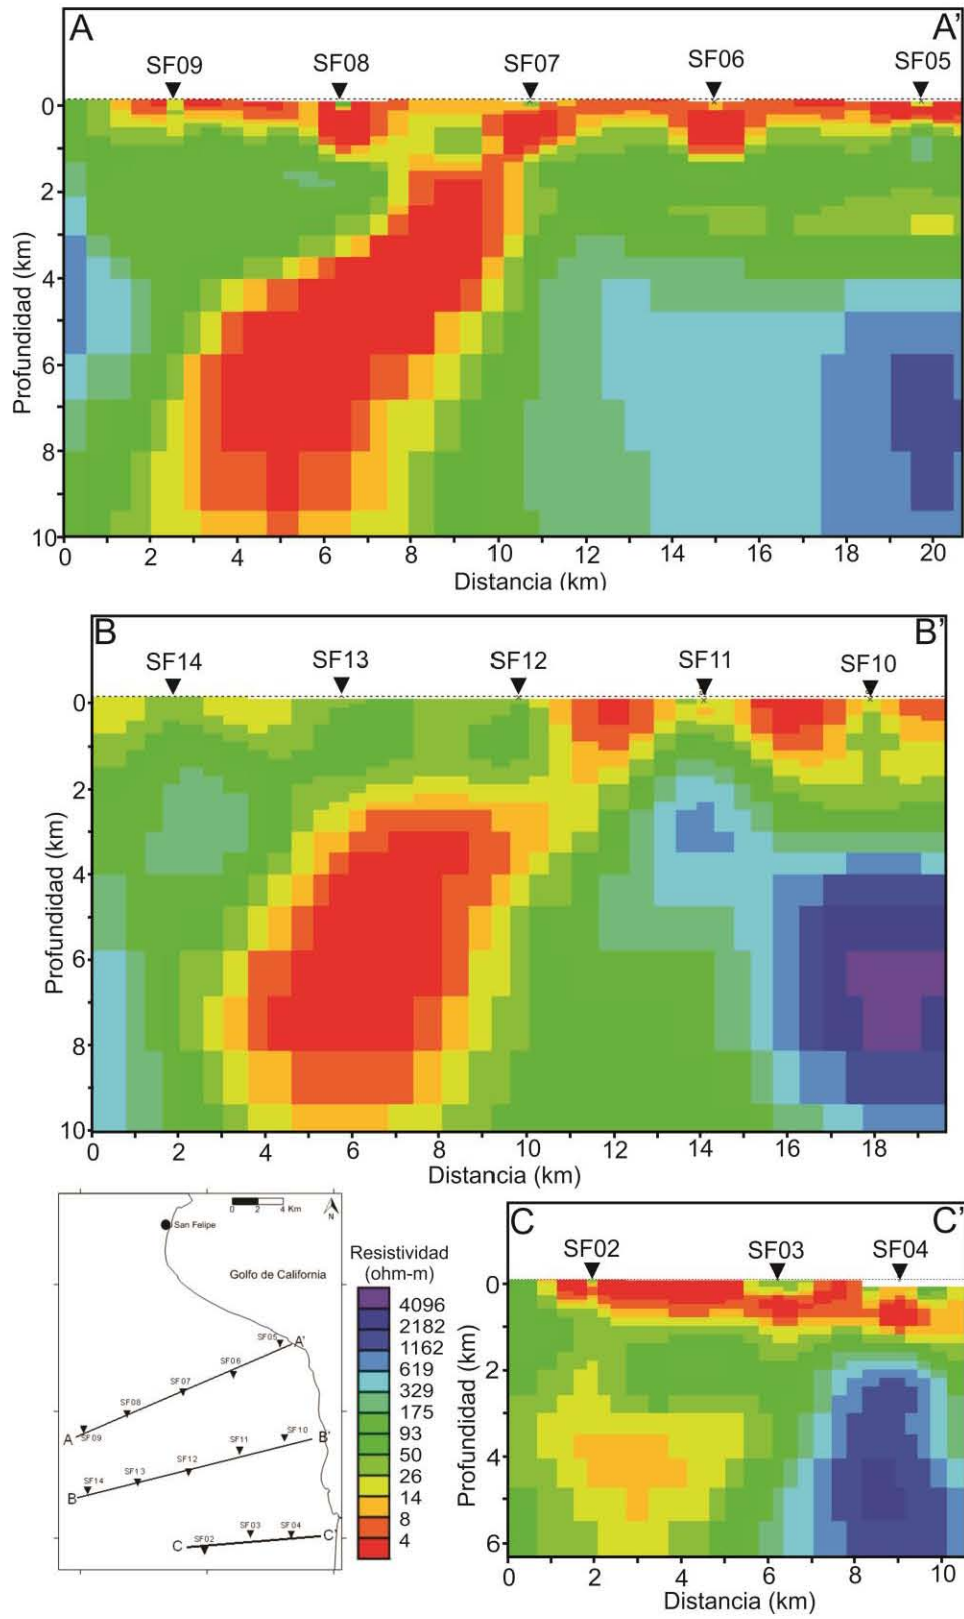 A A'
SF09 SF08 SF07 SF06 SF05
0
2
4
6
8
10
Profundidad (km)
0 2 4 6 8 10 12 14 16 18 20
Distancia (km)
B B'
SF14 SF13 SF12 SF11 SF10
0
2
4
6
8
10
Profundidad (km)
0 2 4 6 8 10 12 14 16 18
Distancia (km)
0 2 4 Km
N
San Felipe
Golfo de California
SF05 A'
SF06
SF07
SF08
A SF09
SF10 B'
SF11
SF12
SF13
SF14
B
SF03 SF04 C'
C SF02
Resistividad
(ohm-m)
4096
2182
1162
619
329
175
93
50
26
14
8
4
C C'
SF02 SF03 SF04
0
2
4
6
Profundidad (km)
0 2 4 6 8 10
Distancia (km)